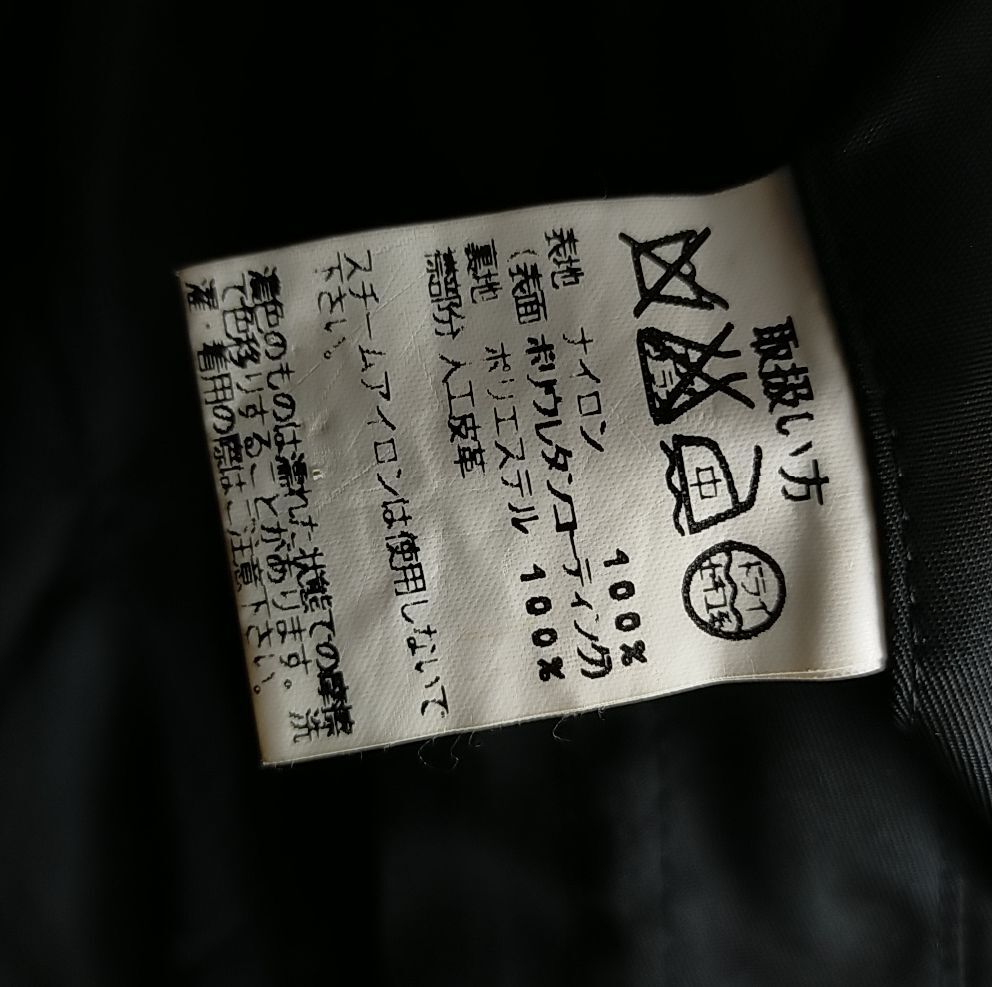 取扱い方
中 ドライ
表地 ナイロン 100%
(表面 ポリウレタンコーティング)
裏地 ポリエステル 100%
部分 人工皮革
スチームアイロンは使用しないで
下さい。
濃色のものは濡れた状態での摩擦
で色移りすることがあります。洗
濯・着用の際はご注意下さい。